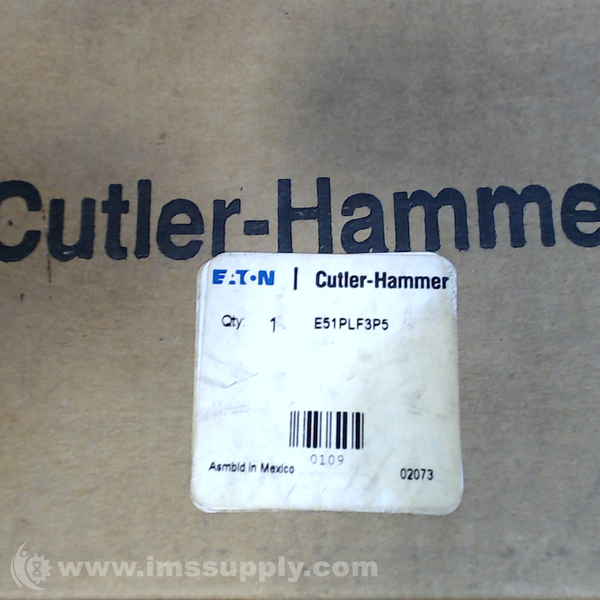 Cutler-Hamme
EATON | Cutler-Hammer
Qty: 1 E51PLF3P5
0109
Asmbld in Mexico 02073
www.imssupply.com